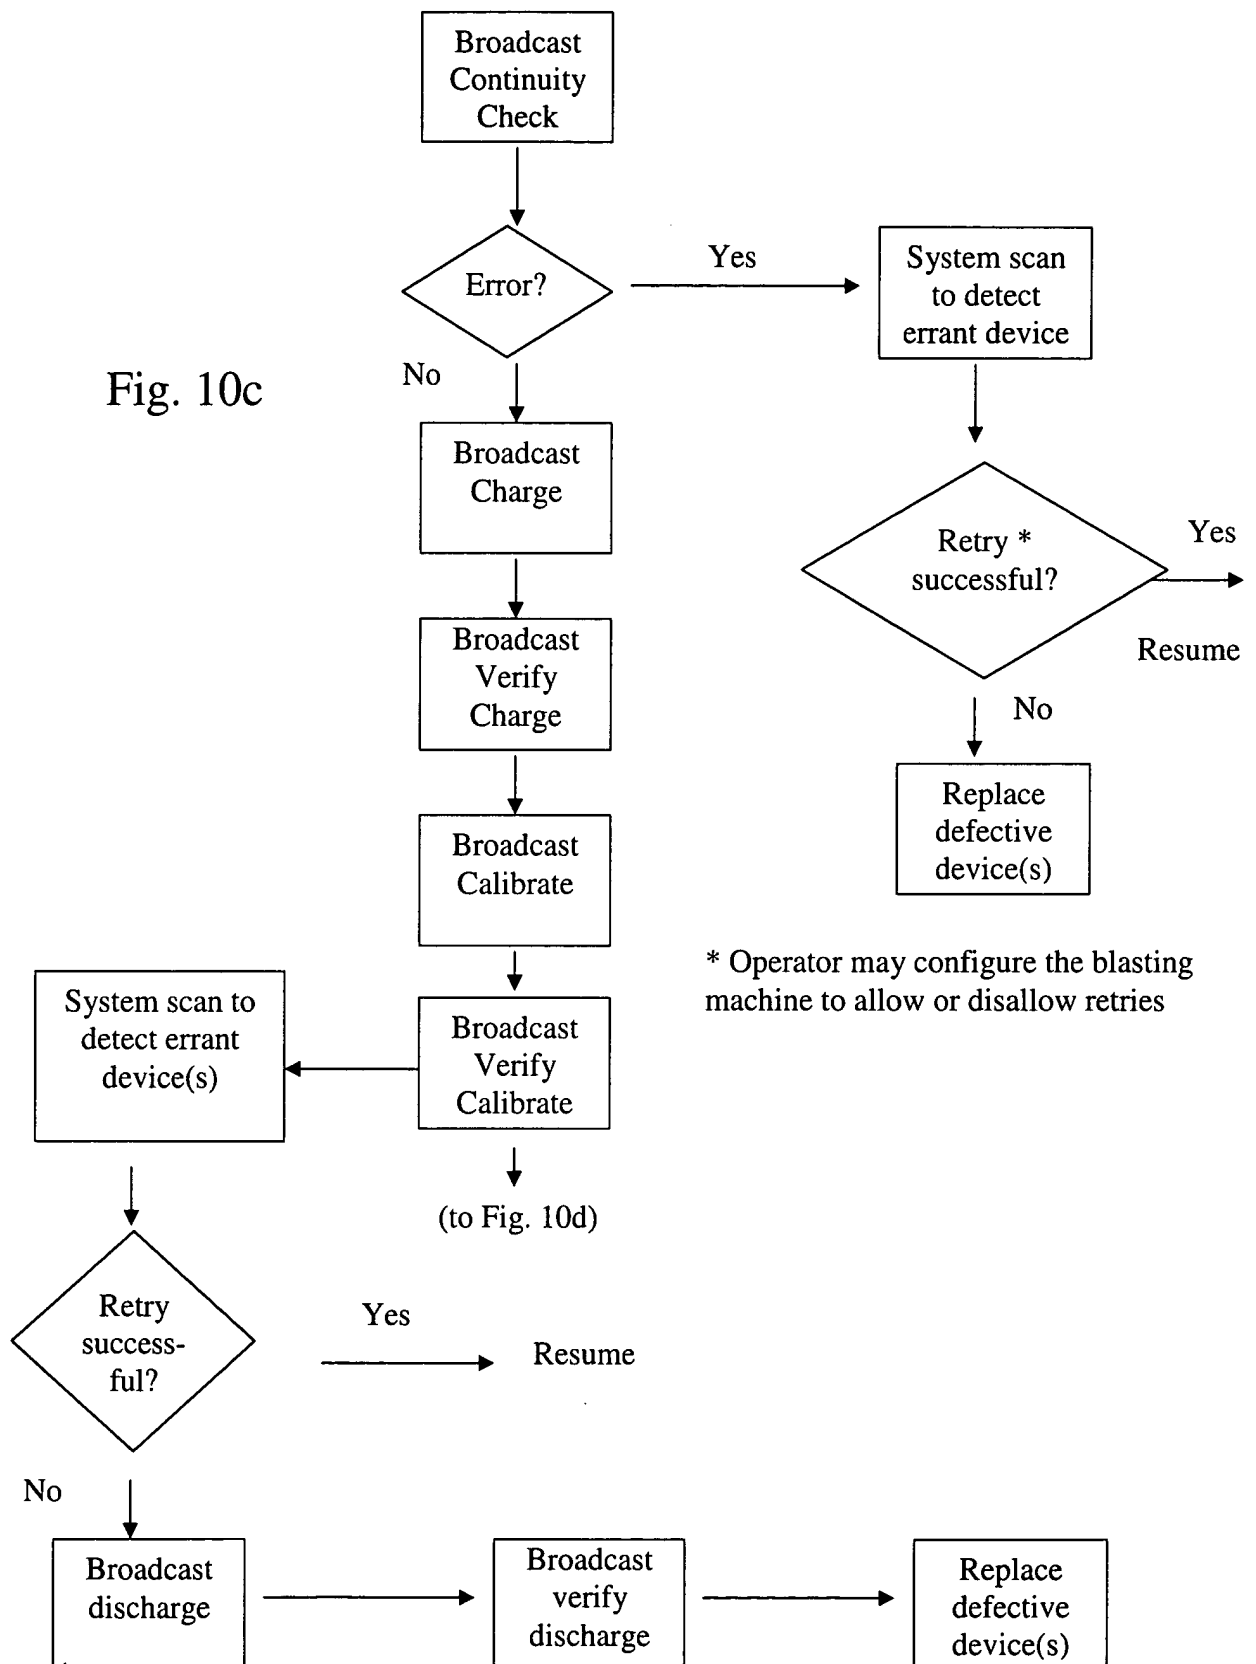 Broadcast
Continuity
Check
Error?
Yes
System scan
to detect
errant device
No
Fig. 10c
Broadcast
Charge
Retry *
successful?
Yes
Resume
Broadcast
Verify
Charge
No
Replace
defective
device(s)
Broadcast
Calibrate
* Operator may configure the blasting
machine to allow or disallow retries
System scan to
detect errant
device(s)
Broadcast
Verify
Calibrate
(to Fig. 10d)
Retry
success-
ful?
Yes
Resume
No
Broadcast
discharge
Broadcast
verify
discharge
Replace
defective
device(s)